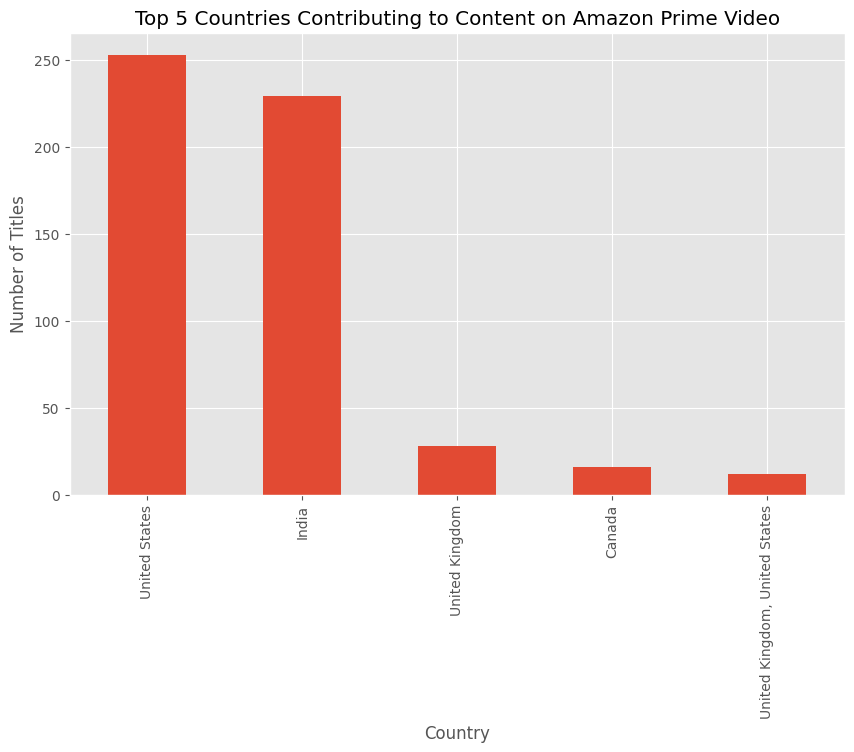 Top 5 Countries Contributing to Content on Amazon Prime Video
Number of Titles
250
200
150
100
50
0
United States
India
United Kingdom
Canada
United Kingdom, United States
Country